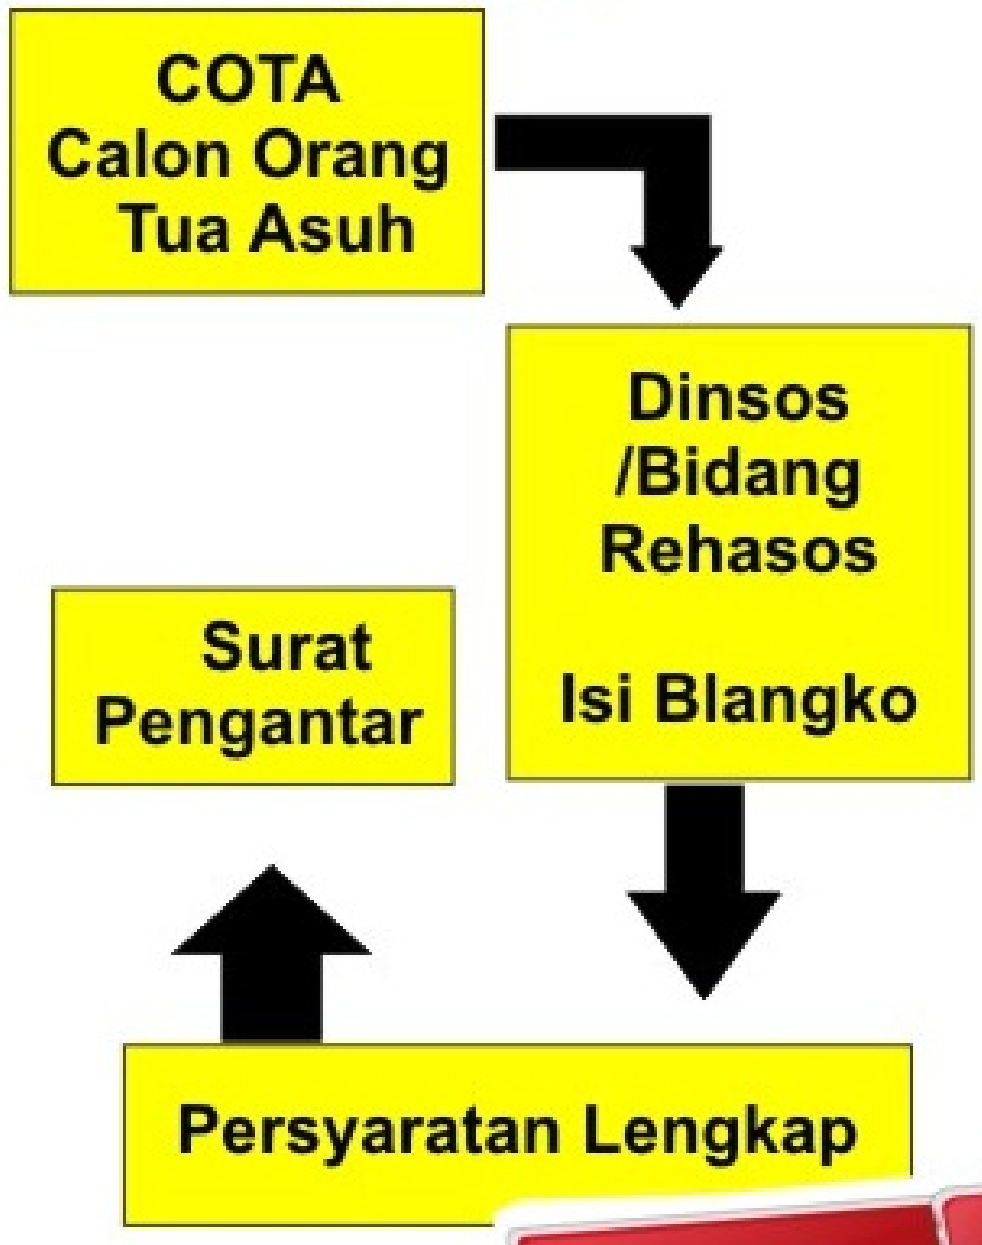 COTA
Calon Orang
Tua Asuh
Dinsos
/Bidang
Rehasos
Isi Blangko
Surat
Pengantar
Persyaratan Lengkap